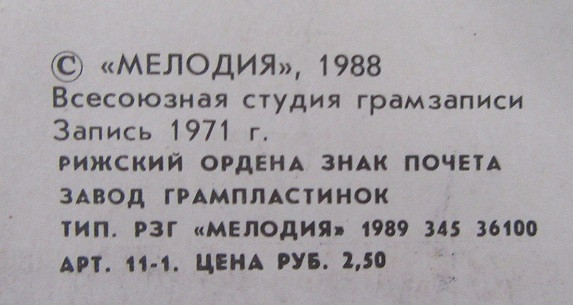 © «МЕЛОДИЯ», 1988
Всесоюзная студия грамзаписи
Запись 1971 г.
РИЖСКИЙ ОРДЕНА ЗНАК ПОЧЕТА
ЗАВОД ГРАМПЛАСТИНОК
ТИП. РЗГ «МЕЛОДИЯ» 1989 345 36100
АРТ. 11-1. ЦЕНА РУБ. 2,50